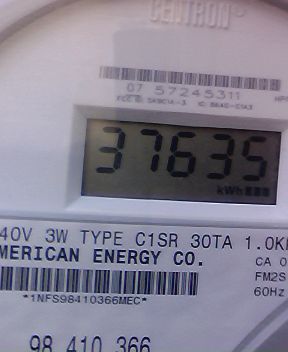 CENTRON®
07 57245311
37635
kWh
40V 3W TYPE C1SR 30TA 1.0K
MERICAN ENERGY CO.
CA 0
FM2S
60Hz
*1NFS98410366MEC*
98 410 366